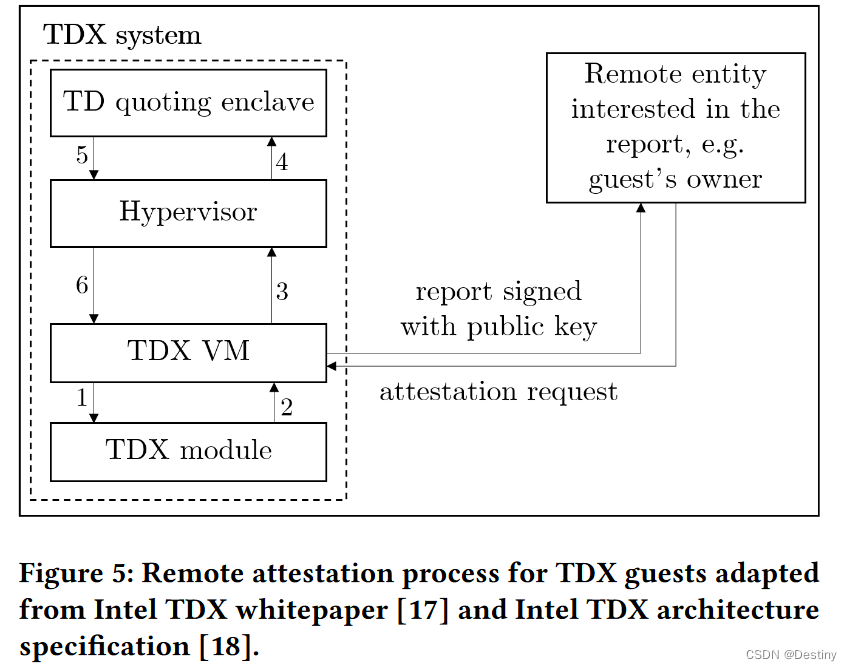 TDX system
TD quoting enclave
5
4
Hypervisor
6
3
TDX VM
1
2
TDX module
Remote entity
interested in the
report, e.g.
guest's owner
report signed
with public key
attestation request
Figure 5: Remote attestation process for TDX guests adapted
from Intel TDX whitepaper [17] and Intel TDX architecture
specification [18].
CSDN @Destiny